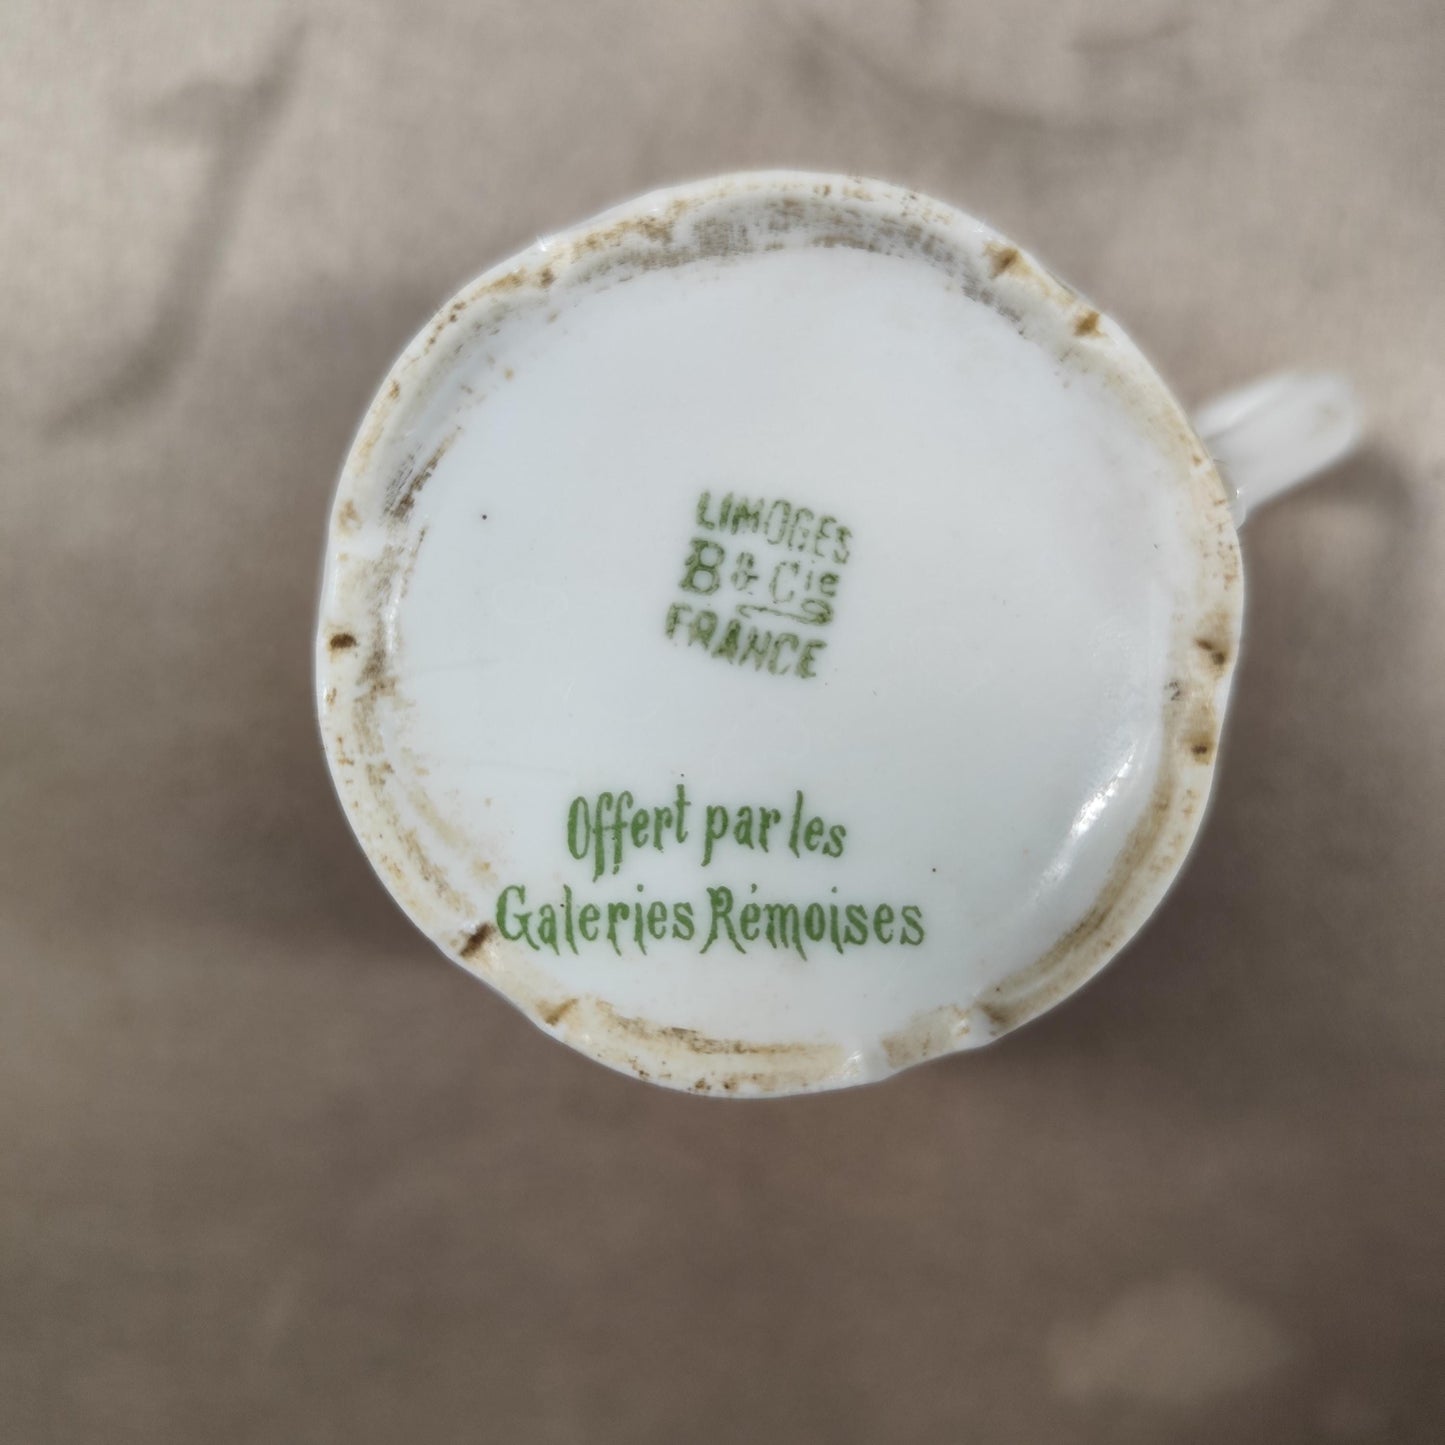 LIMOGES
B & Cie
FRANCE
Offert par les
Galeries Rémoises